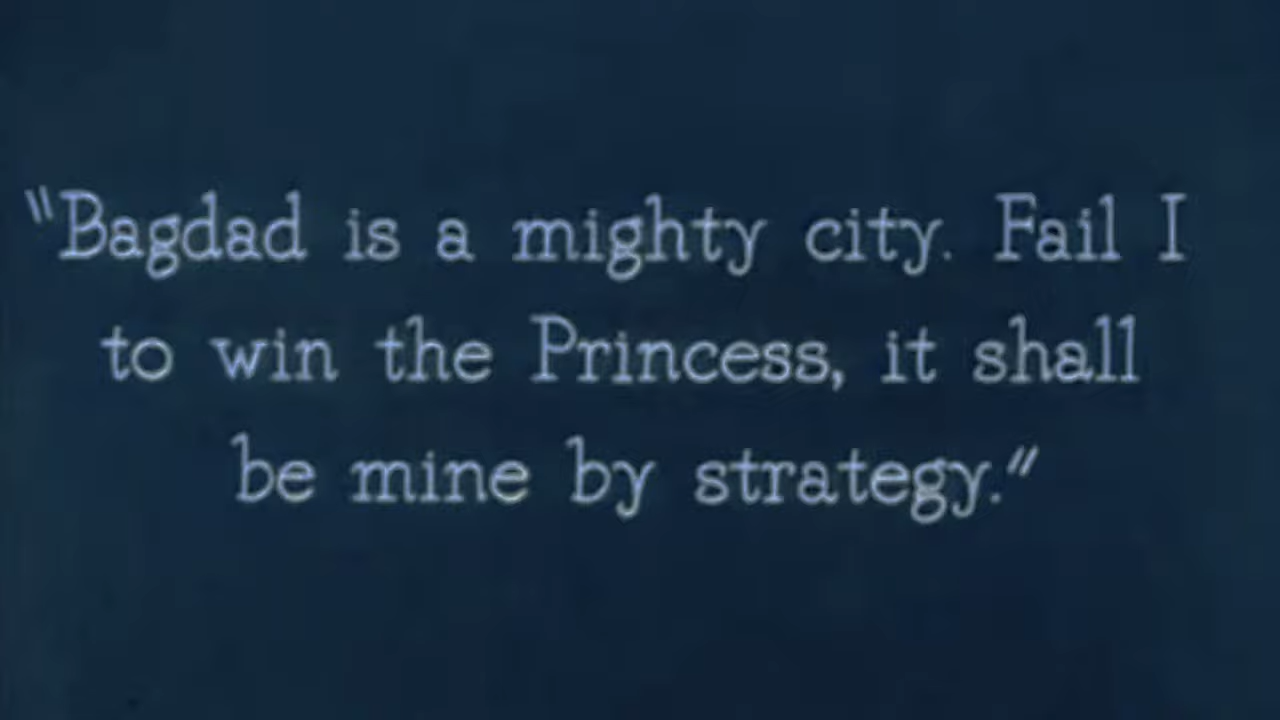 "Bagdad is a mighty city. Fail I
to win the Princess, it shall
be mine by strategy."